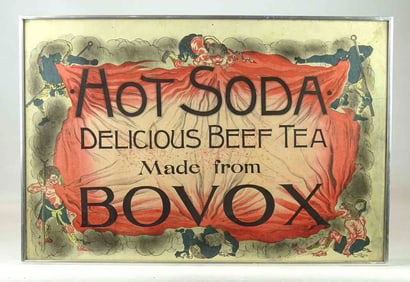 HOT SODA
DELICIOUS BEEF TEA
Made from
BOVOX